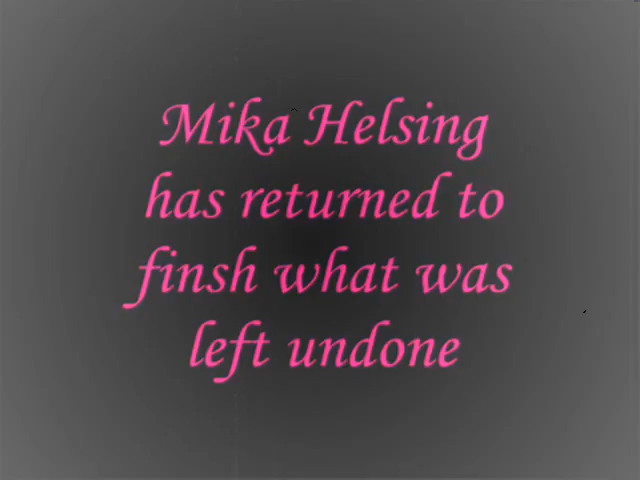 Mika Helsing
has returned to
finsh what was
left undone